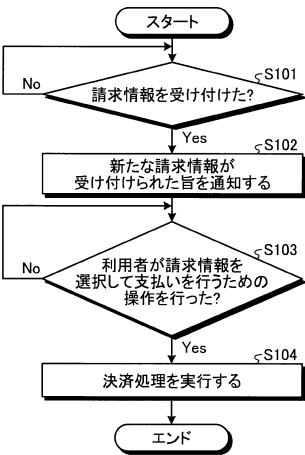 スタート
S101
請求情報を受け付けた?
No
Yes
S102
新たな請求情報が
受け付けられた旨を通知する
S103
利用者が請求情報を
選択して支払いを行うための
操作を行った?
No
Yes
S104
決済処理を実行する
エンド